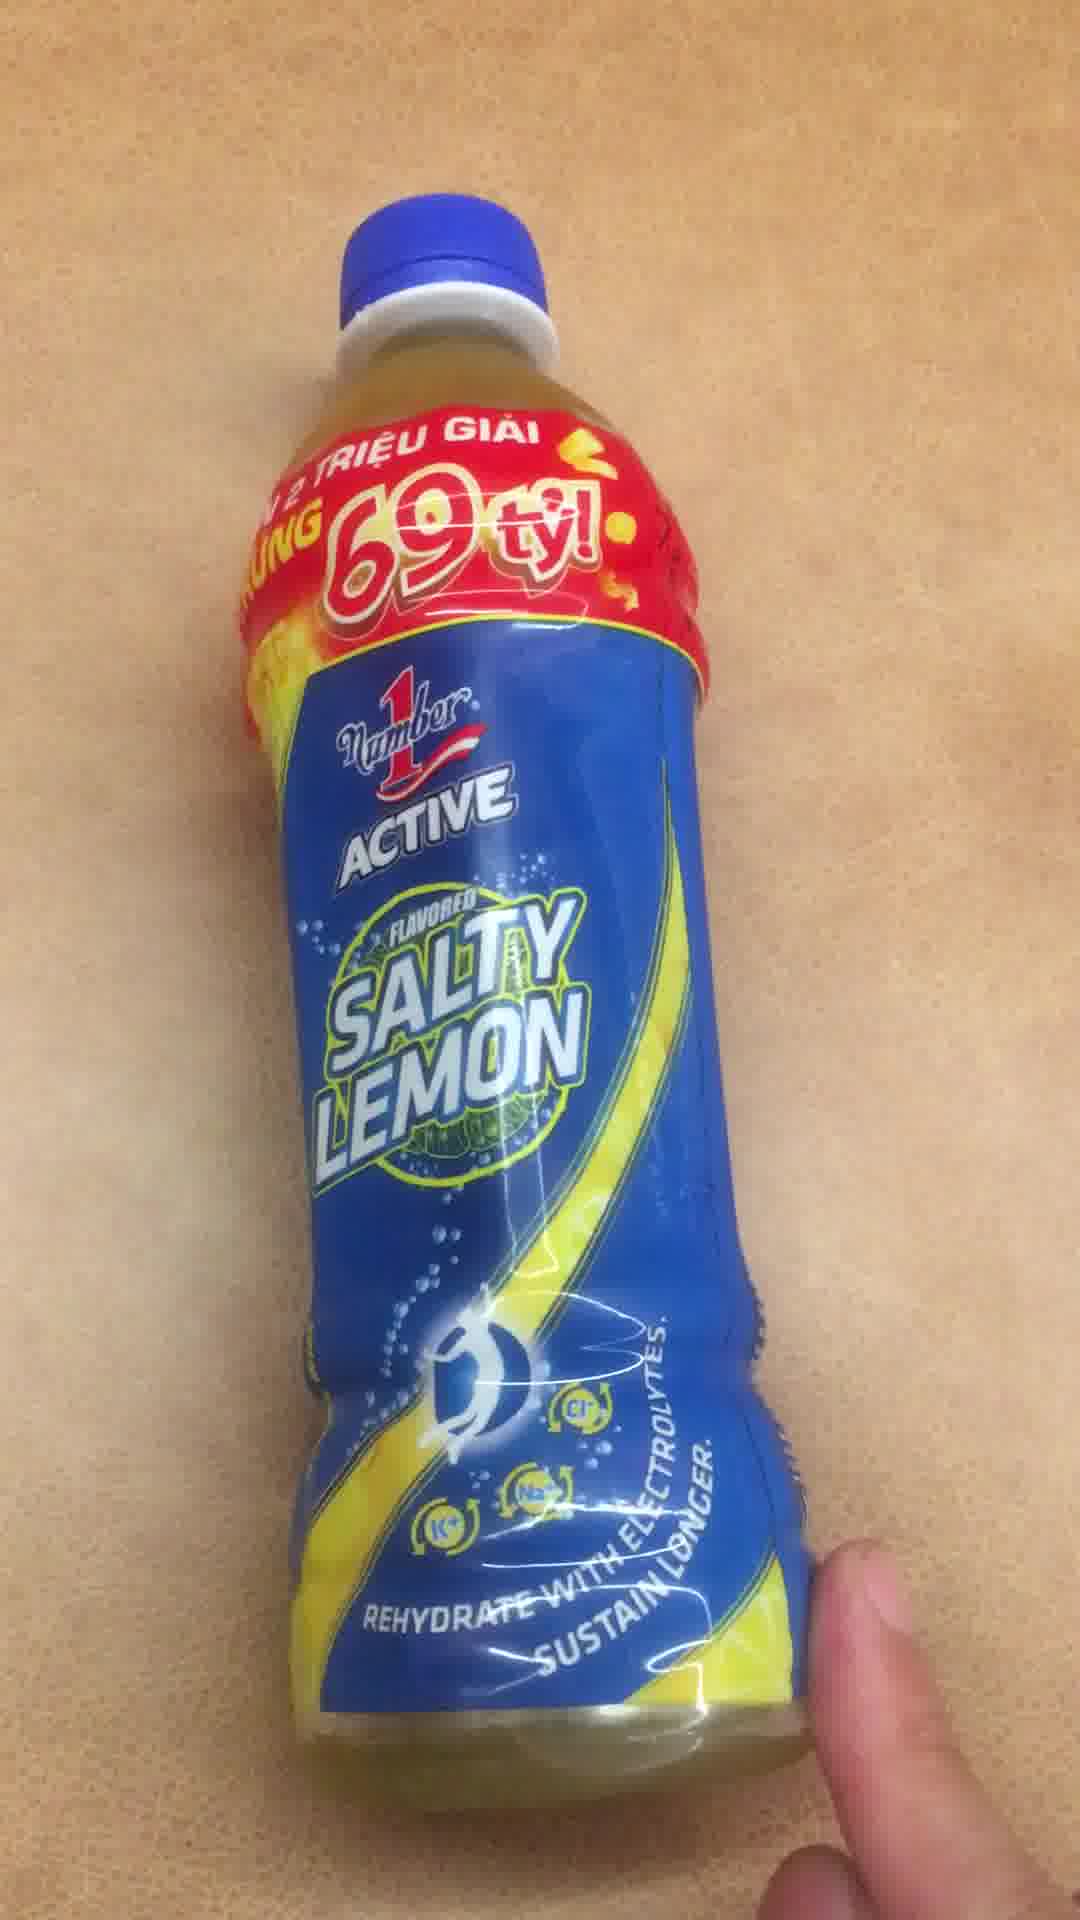 2 TRIỆU GIẢI
69 tỷ!
Number 1
ACTIVE
FLAVORED
SALTY
LEMON
Cl-
Na+
K+
REHYDRATE WITH ELECTROLYTES.
SUSTAIN LONGER.